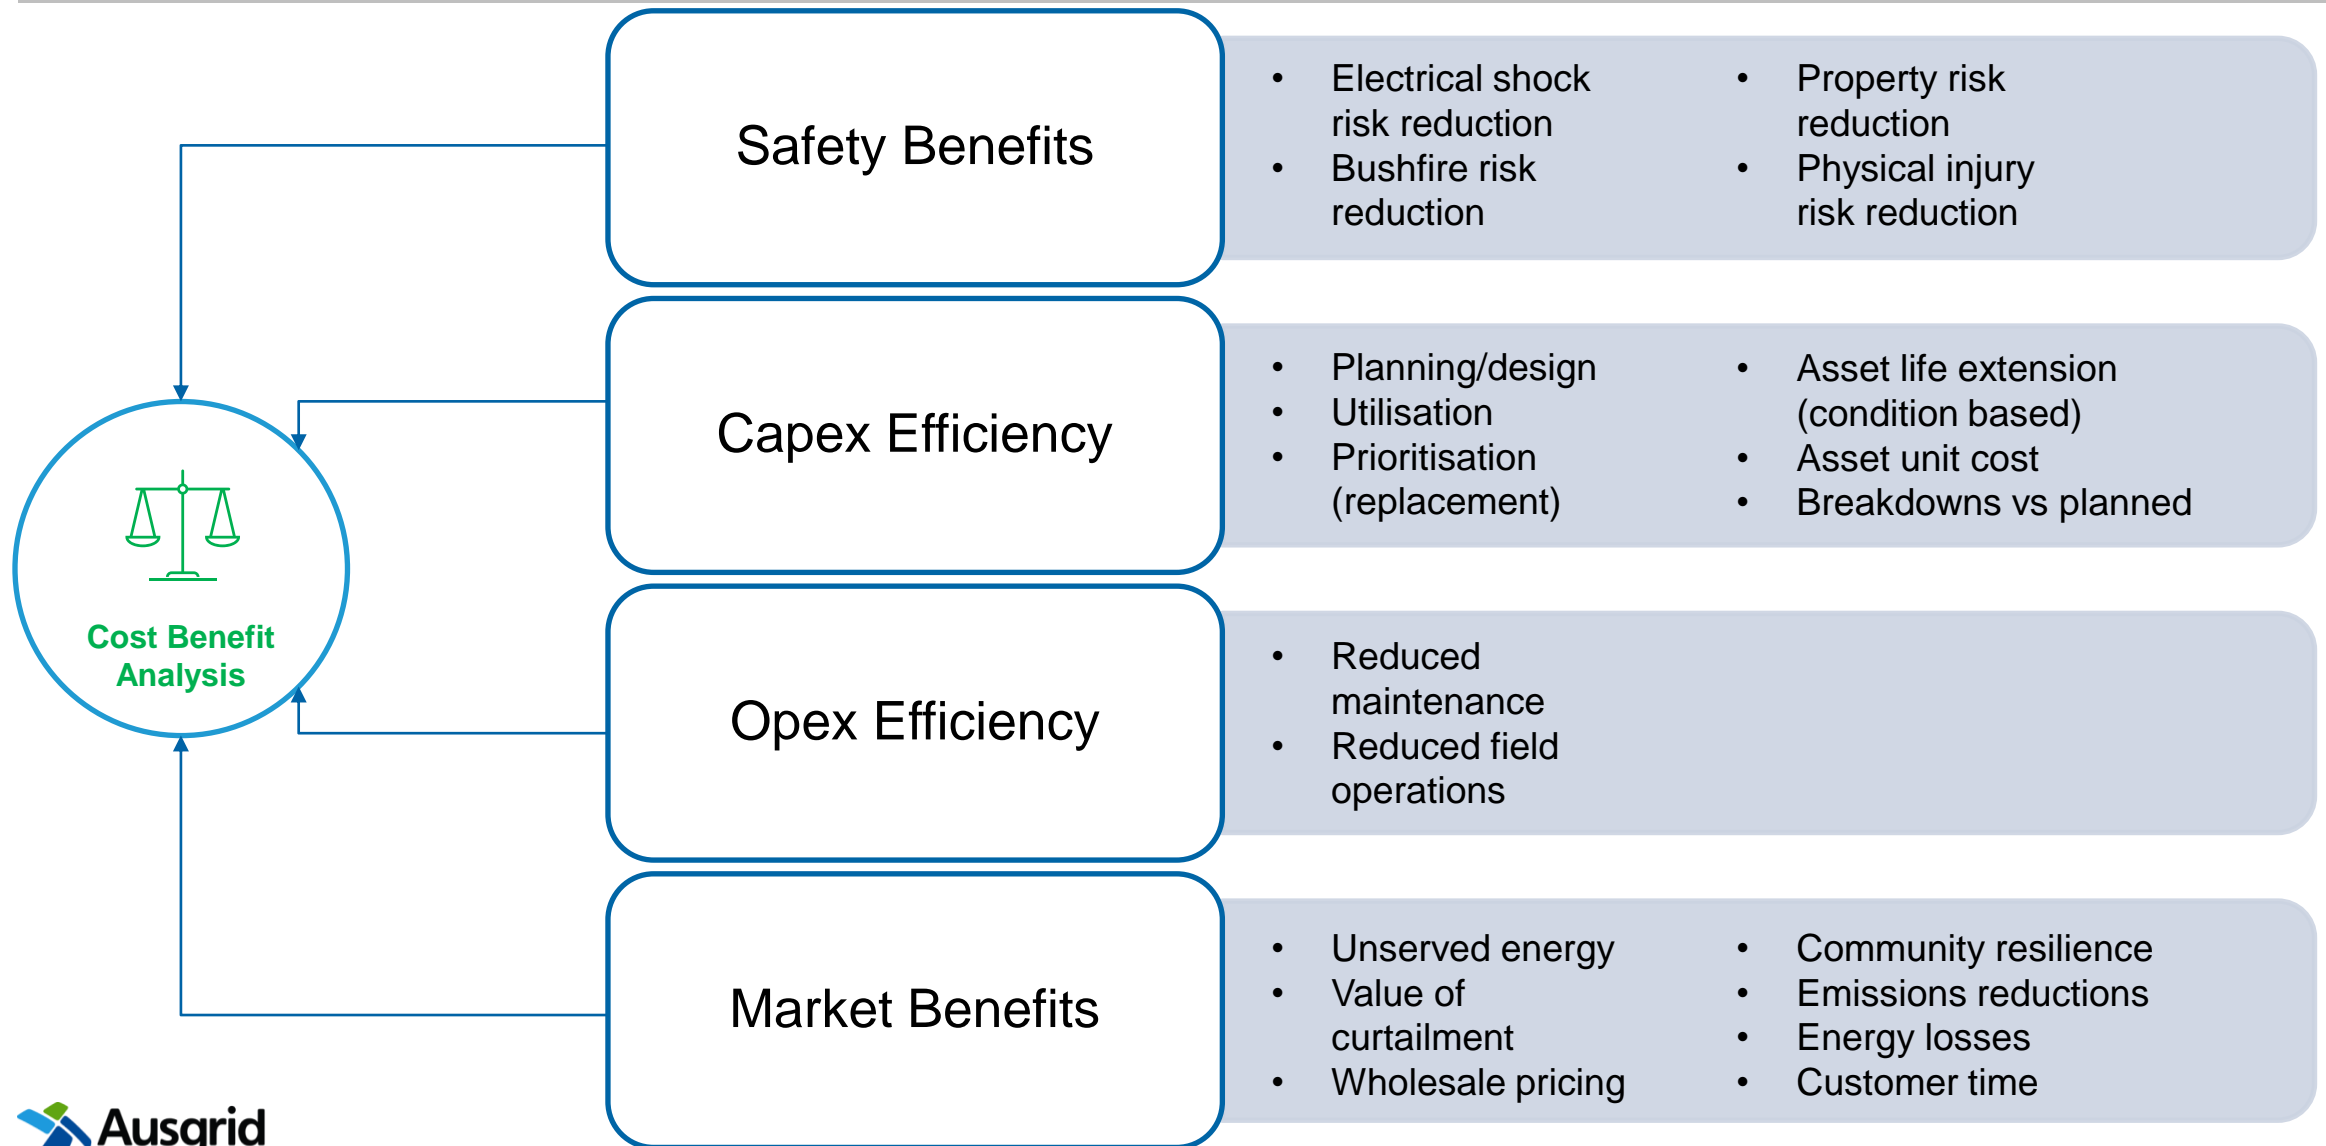 Safety Benefits
• Electrical shock
risk reduction
• Bushfire risk
reduction
• Property risk
reduction
• Physical injury
risk reduction
Capex Efficiency
• Planning/design
• Utilisation
• Prioritisation
(replacement)
• Asset life extension
(condition based)
• Asset unit cost
• Breakdowns vs planned
Cost Benefit
Analysis
Opex Efficiency
• Reduced
maintenance
• Reduced field
operations
Market Benefits
• Unserved energy
• Value of
curtailment
• Wholesale pricing
• Community resilience
• Emissions reductions
• Energy losses
• Customer time
Ausgrid